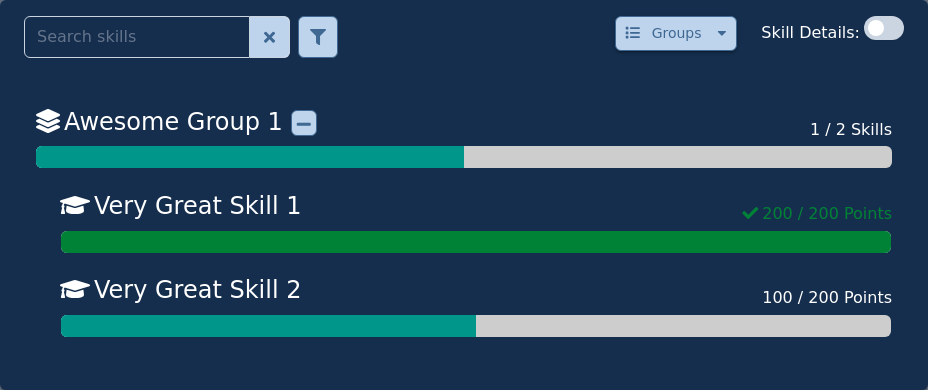 Search skills
Groups
Skill Details:
Awesome Group 1
1 / 2 Skills
Very Great Skill 1
200 / 200 Points
Very Great Skill 2
100 / 200 Points